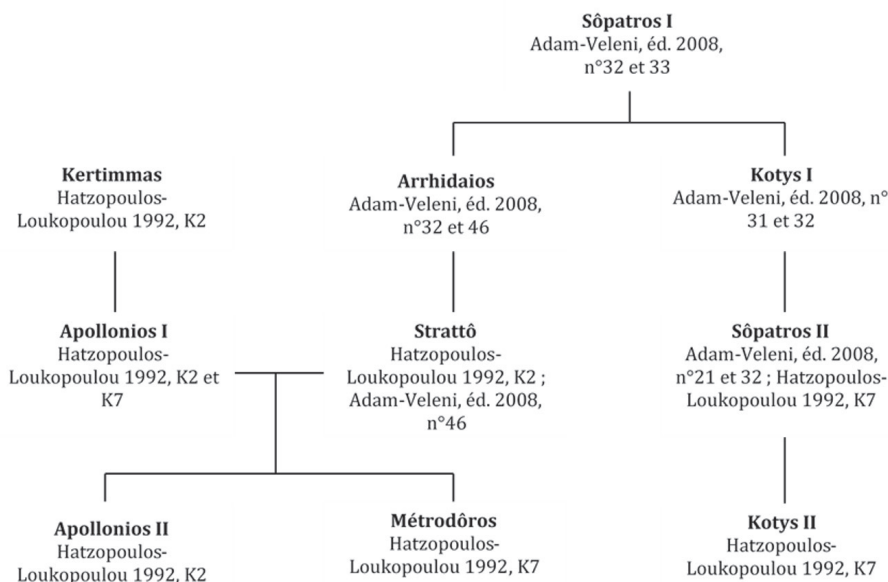 Sôpatros I
Adam-Veleni, éd. 2008,
n°32 et 33
Kertimmas
Hatzopoulos-
Loukopoulou 1992, K2
Arrhidaios
Adam-Veleni, éd. 2008,
n°32 et 46
Kotys I
Adam-Veleni, éd. 2008, n°
31 et 32
Apollonios I
Hatzopoulos-
Loukopoulou 1992, K2 et
K7
Strattô
Hatzopoulos-
Loukopoulou 1992, K2 ;
Adam-Veleni, éd. 2008,
n°46
Sôpatros II
Adam-Veleni, éd. 2008,
n°21 et 32 ; Hatzopoulos-
Loukopoulou 1992, K7
Apollonios II
Hatzopoulos-
Loukopoulou 1992, K2
Métrodôros
Hatzopoulos-
Loukopoulou 1992, K7
Kotys II
Hatzopoulos-
Loukopoulou 1992, K7